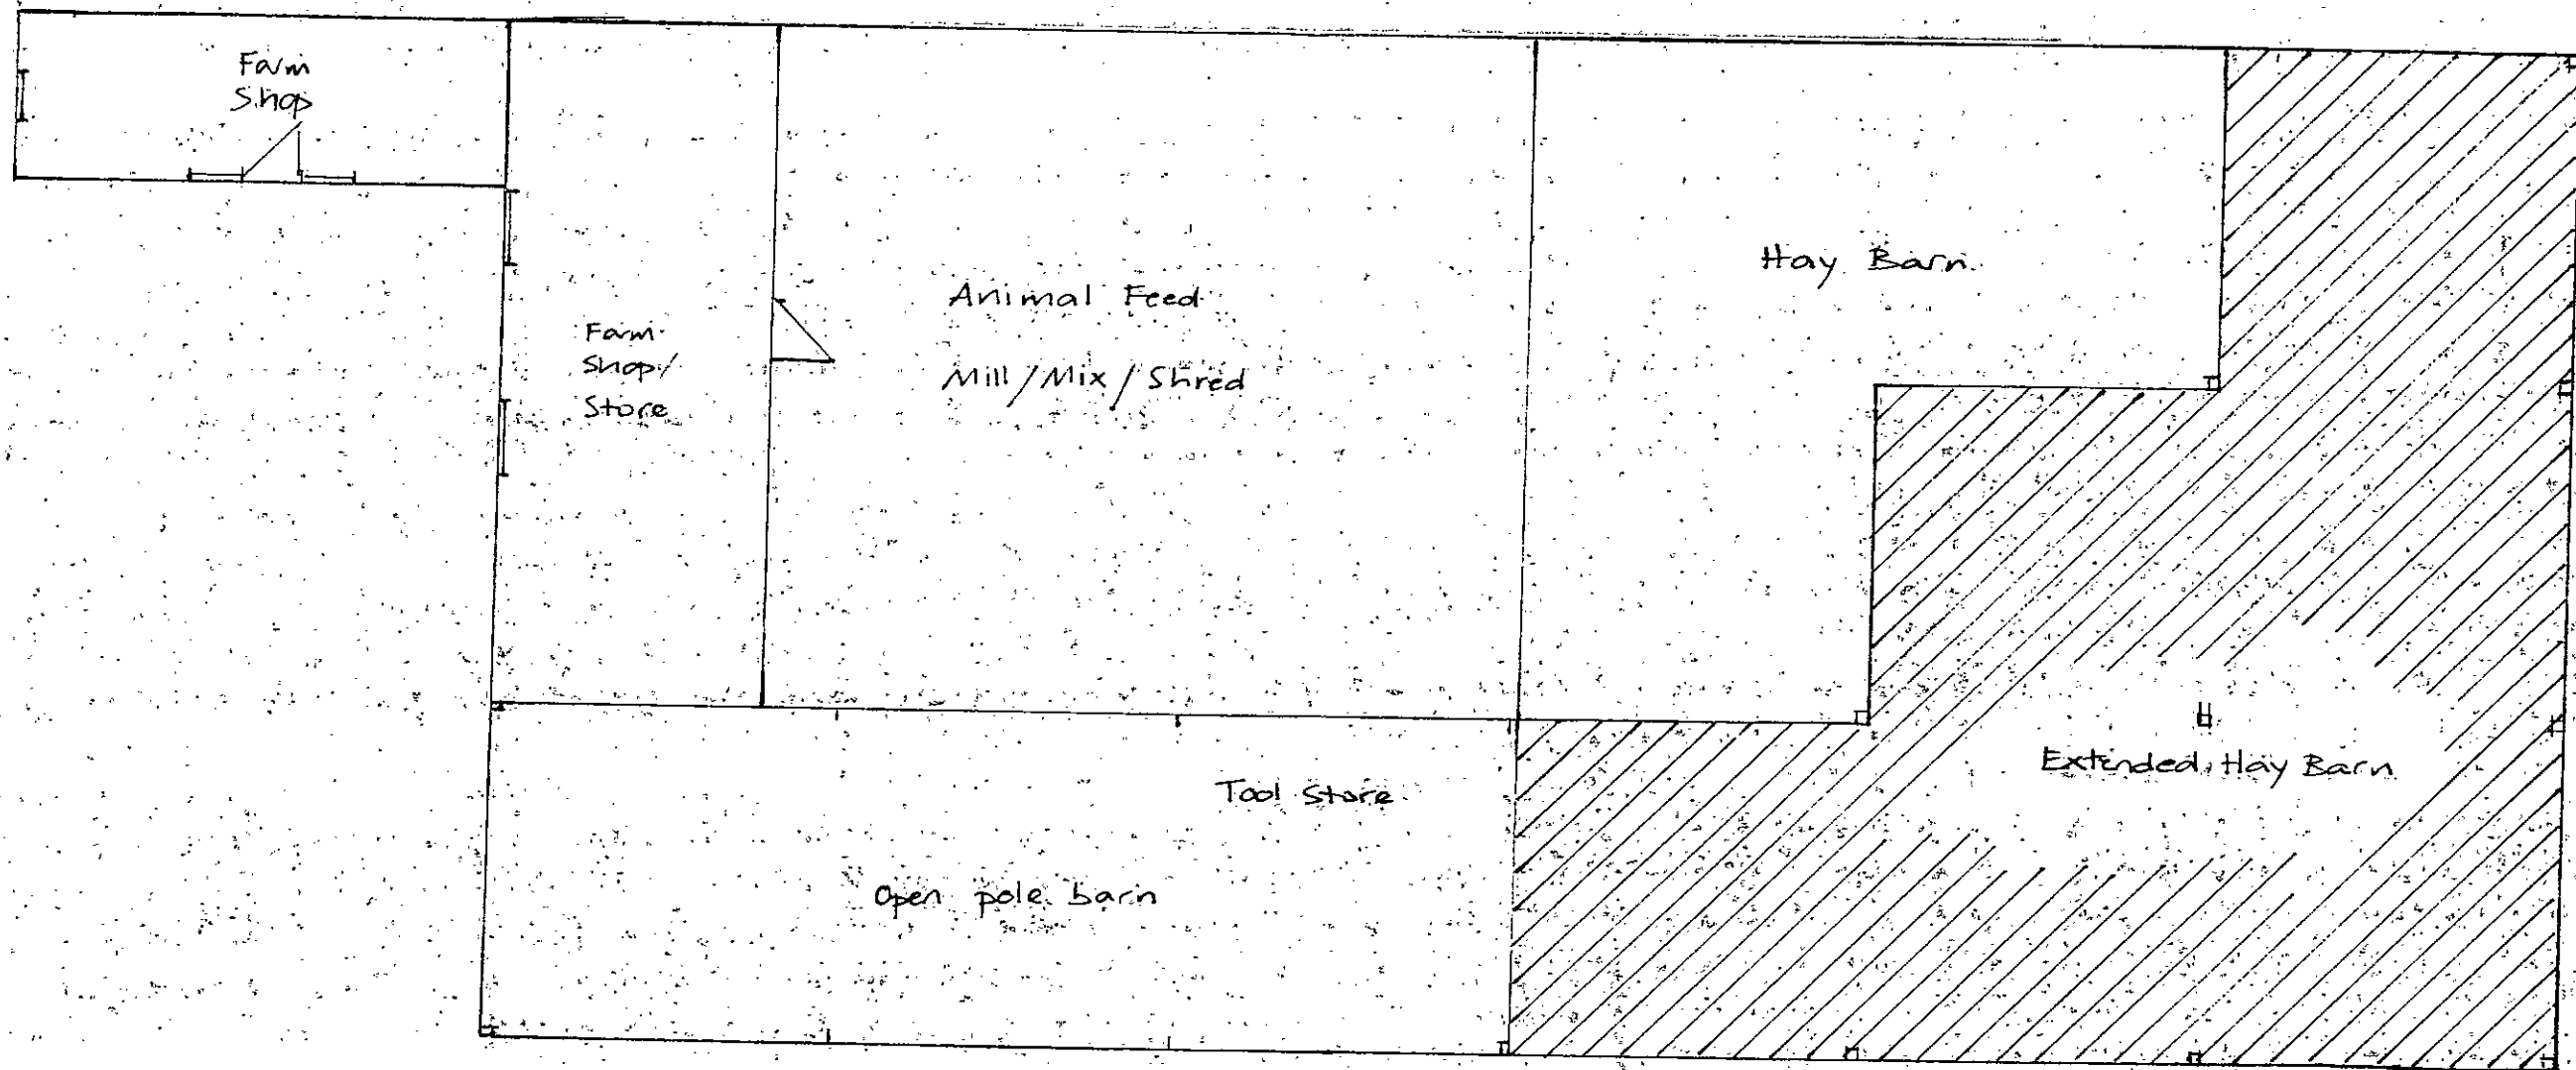 Farm
Shop
Farm
Shop/
Store
Animal Feed
Mill / Mix / Shred
Hay Barn
Tool Store
Open pole barn
Extended Hay Barn